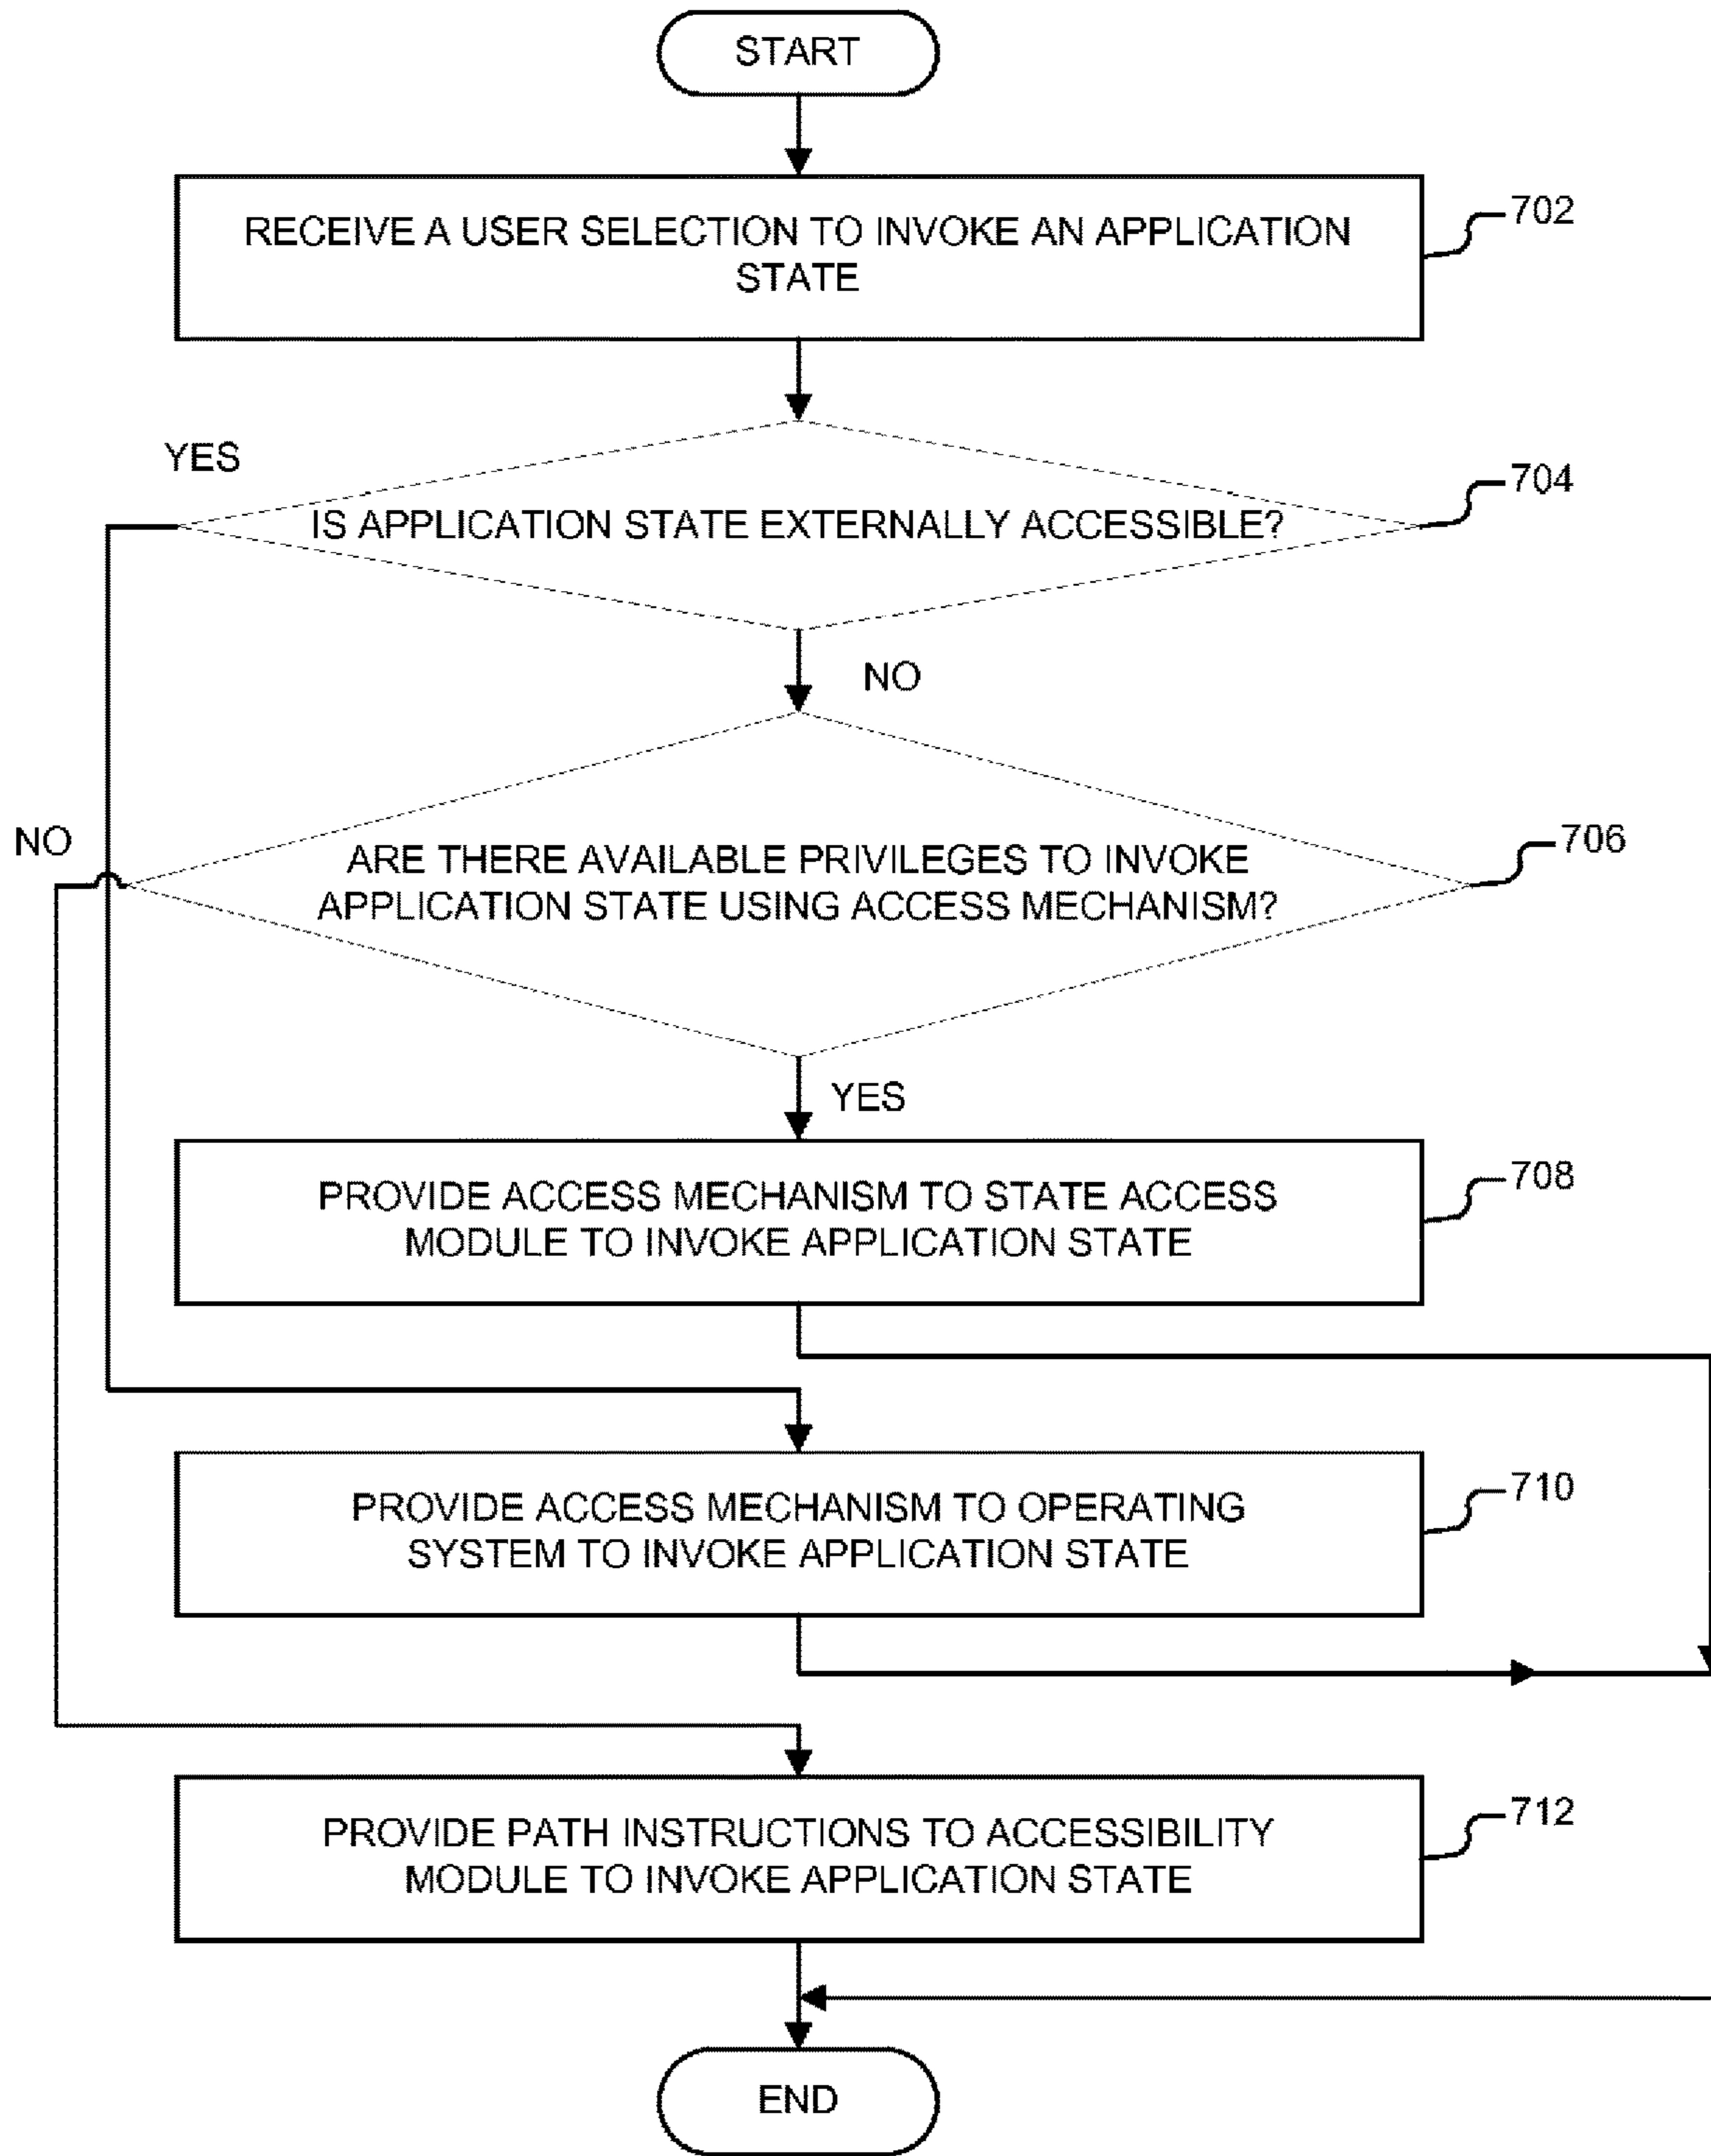 START
RECEIVE A USER SELECTION TO INVOKE AN APPLICATION
STATE
702
YES
IS APPLICATION STATE EXTERNALLY ACCESSIBLE?
704
NO
NO
ARE THERE AVAILABLE PRIVILEGES TO INVOKE
APPLICATION STATE USING ACCESS MECHANISM?
706
YES
PROVIDE ACCESS MECHANISM TO STATE ACCESS
MODULE TO INVOKE APPLICATION STATE
708
PROVIDE ACCESS MECHANISM TO OPERATING
SYSTEM TO INVOKE APPLICATION STATE
710
PROVIDE PATH INSTRUCTIONS TO ACCESSIBILITY
MODULE TO INVOKE APPLICATION STATE
712
END